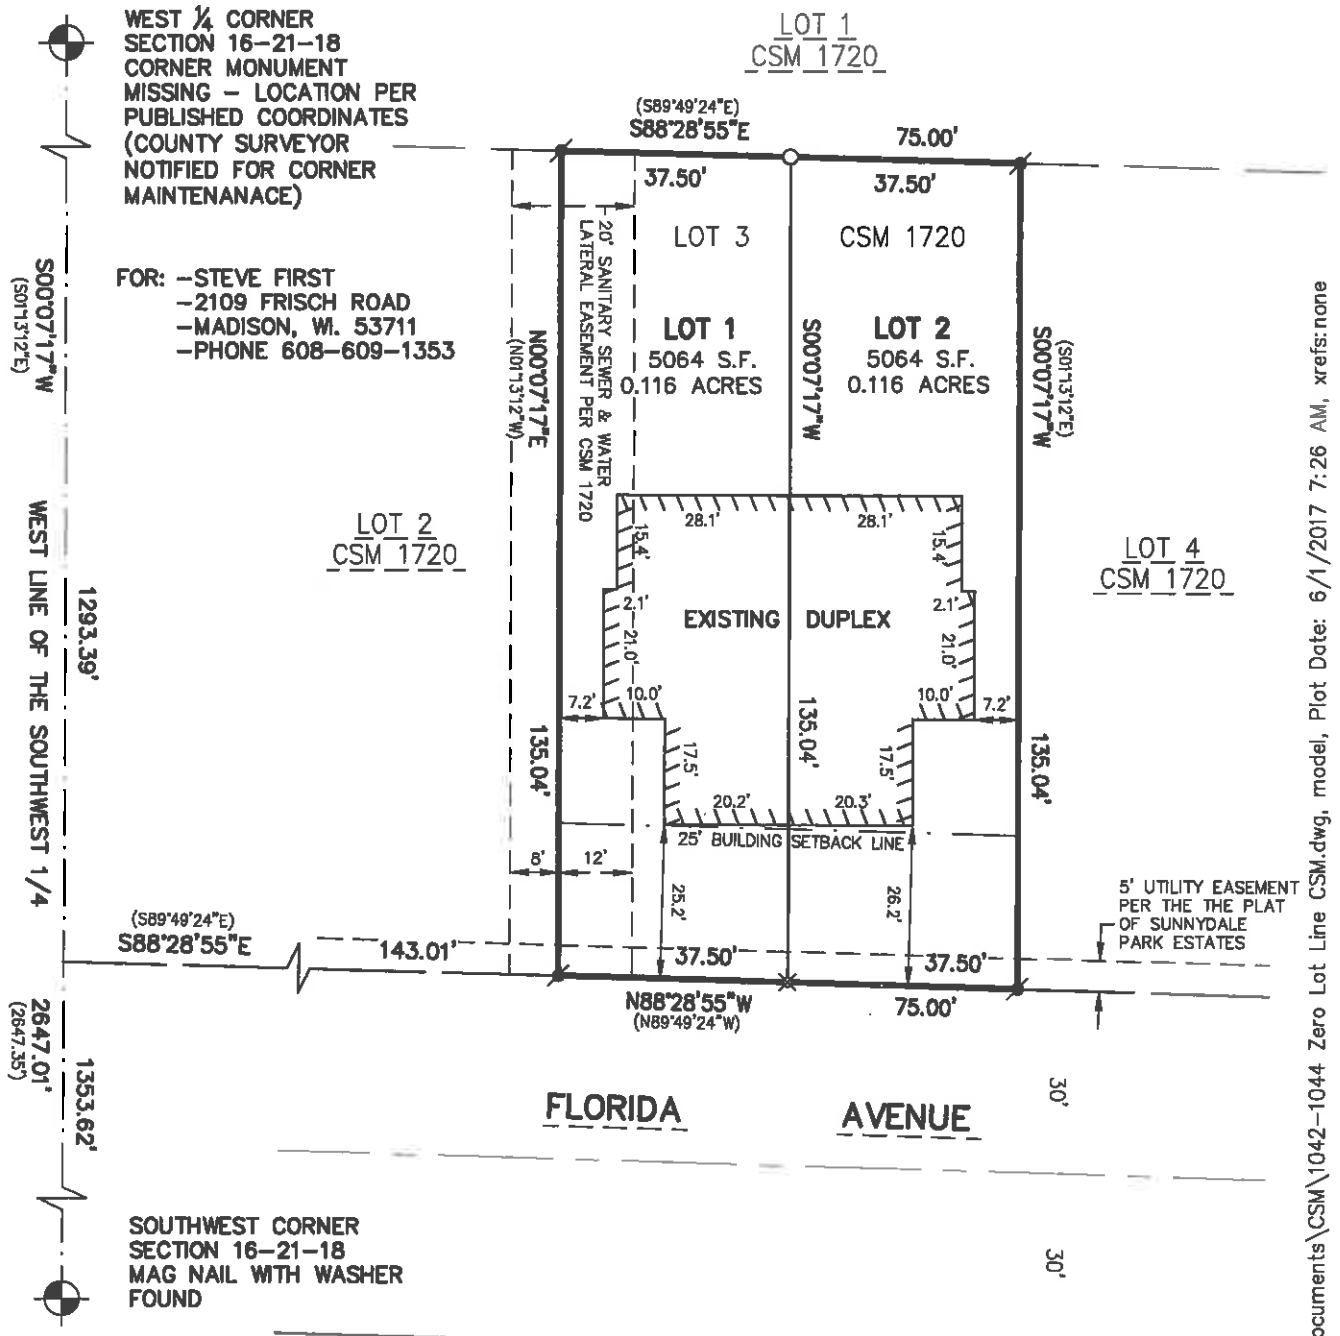 WEST 1/4 CORNER
SECTION 16-21-18
CORNER MONUMENT
MISSING - LOCATION PER
PUBLISHED COORDINATES
(COUNTY SURVEYOR
NOTIFIED FOR CORNER
MAINTENANACE)
FOR: -STEVE FIRST
-2109 FRISCH ROAD
-MADISON, WI. 53711
-PHONE 608-609-1353
LOT 1
CSM 1720
(S89°49'24"E)
S88°28'55"E
75.00'
37.50'
37.50'
LOT 3
CSM 1720
20' SANITARY SEWER & WATER
LATERAL EASEMENT PER CSM 1720
LOT 1
5064 S.F.
0.116 ACRES
LOT 2
5064 S.F.
0.116 ACRES
N00°07'17"E
(N01°13'12"W)
S00°07'17"W
(S01°13'12"E)
S00°07'17"W
S00°07'17"W
(S01°13'12"E)
WEST LINE OF THE SOUTHWEST 1/4
1293.39'
2647.01'
(2647.35')
1353.62'
LOT 2
CSM 1720
LOT 4
CSM 1720
28.1'
28.1'
15.4'
15.4'
2.1'
2.1'
EXISTING DUPLEX
21.0'
21.0'
7.2'
10.0'
10.0'
7.2'
135.04'
135.04'
135.04'
17.5'
17.5'
20.2'
20.3'
25' BUILDING SETBACK LINE
8'
12'
25.2'
26.2'
5' UTILITY EASEMENT
PER THE THE PLAT
OF SUNNYDALE
PARK ESTATES
(S89°49'24"E)
S88°28'55"E
143.01'
37.50'
37.50'
N88°28'55"W
(N89°49'24"W)
75.00'
FLORIDA AVENUE
30'
30'
SOUTHWEST CORNER
SECTION 16-21-18
MAG NAIL WITH WASHER
FOUND
ocuments\CSM\1042-1044 Zero Lot Line CSM.dwg, model, Plot Date: 6/1/2017 7:26 AM, xrefs:none